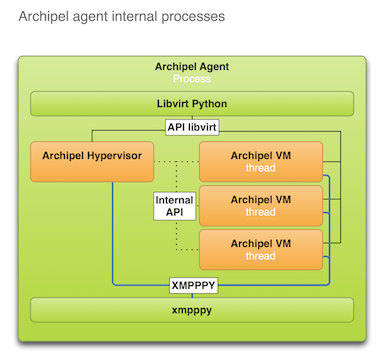 Archipel agent internal processes
Archipel Agent
Process
Libvirt Python
API libvirt
Archipel Hypervisor
Archipel VM
thread
Internal
API
Archipel VM
thread
Archipel VM
thread
XMPPPY
xmpppy